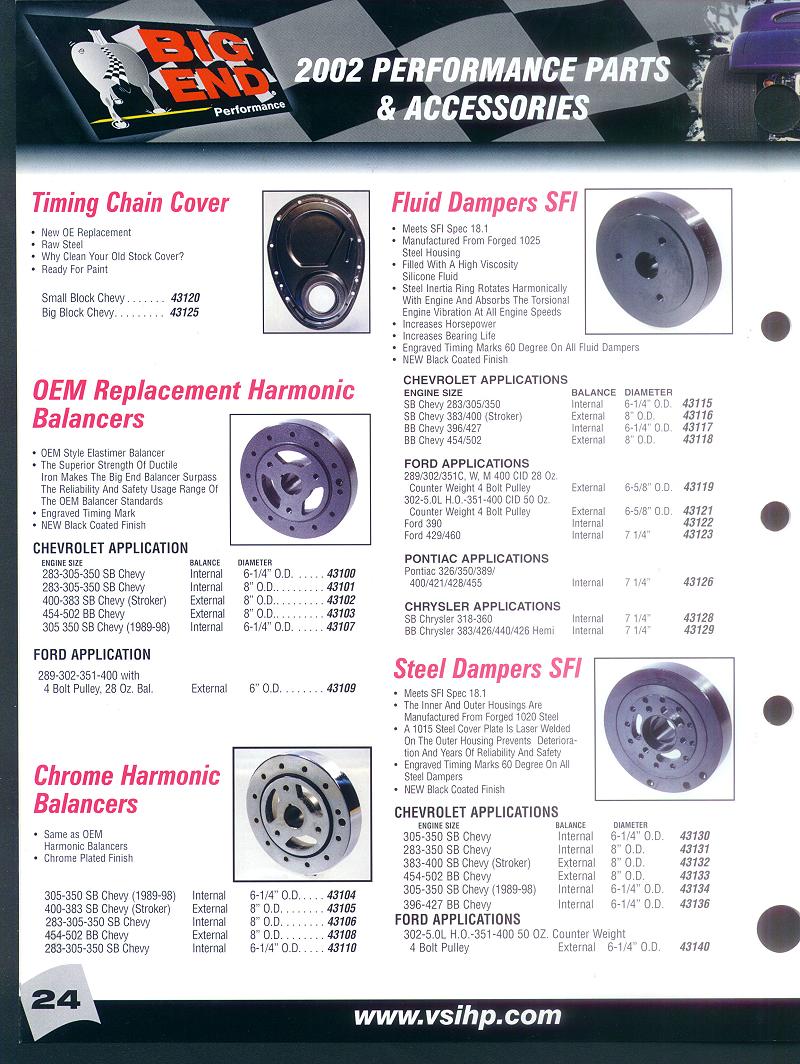 BIG
END
Performance
2002 PERFORMANCE PARTS
& ACCESSORIES
Timing Chain Cover
• New OE Replacement
• Raw Steel
• Why Clean Your Old Stock Cover?
• Ready For Paint
Small Block Chevy . . . . . . . 43120
Big Block Chevy. . . . . . . . . 43125
OEM Replacement Harmonic
Balancers
• OEM Style Elastimer Balancer
• The Superior Strength Of Ductile
Iron Makes The Big End Balancer Surpass
The Reliability And Safety Usage Range Of
The OEM Balancer Standards
• Engraved Timing Mark
• NEW Black Coated Finish
CHEVROLET APPLICATION
ENGINE SIZE BALANCE DIAMETER
283-305-350 SB Chevy Internal 6-1/4" O.D. . . . . . 43100
283-305-350 SB Chevy Internal 8" O.D.. . . . . . . . . 43101
400-383 SB Chevy (Stroker) External 8" O.D.. . . . . . . . . 43102
454-502 BB Chevy External 8" O.D.. . . . . . . . . 43103
305 350 SB Chevy (1989-98) Internal 6-1/4" O.D. . . . . . 43107
FORD APPLICATION
289-302-351-400 with
4 Bolt Pulley, 28 Oz. Bal. External 6" O.D. . . . . . . . . 43109
Chrome Harmonic
Balancers
• Same as OEM
Harmonic Balancers
• Chrome Plated Finish
305-350 SB Chevy (1989-98) Internal 6-1/4" O.D. . . . . 43104
400-383 SB Chevy (Stroker) External 8" O.D. . . . . . . . 43105
283-305-350 SB Chevy Internal 8" O.D. . . . . . . . 43106
454-502 BB Chevy External 8" O.D. . . . . . . . 43108
283-305-350 SB Chevy Internal 6-1/4" O.D. . . . . 43110
Fluid Dampers SFI
• Meets SFI Spec 18.1
• Manufactured From Forged 1025
Steel Housing
• Filled With A High Viscosity
Silicone Fluid
• Steel Inertia Ring Rotates Harmonically
With Engine And Absorbs The Torsional
Engine Vibration At All Engine Speeds
• Increases Horsepower
• Increases Bearing Life
• Engraved Timing Marks 60 Degree On All Fluid Dampers
• NEW Black Coated Finish
CHEVROLET APPLICATIONS
ENGINE SIZE BALANCE DIAMETER
SB Chevy 283/305/350 Internal 6-1/4" O.D. 43115
SB Chevy 383/400 (Stroker) External 8" O.D. 43116
BB Chevy 396/427 Internal 6-1/4" O.D. 43117
BB Chevy 454/502 External 8" O.D. 43118
FORD APPLICATIONS
289/302/351C, W, M 400 CID 28 Oz.
Counter Weight 4 Bolt Pulley External 6-5/8" O.D. 43119
302-5.0L H.O.-351-400 CID 50 Oz.
Counter Weight 4 Bolt Pulley External 6-5/8" O.D. 43121
Ford 390 Internal 43122
Ford 429/460 Internal 7 1/4" 43123
PONTIAC APPLICATIONS
Pontiac 326/350/389/
400/421/428/455 Internal 7 1/4" 43126
CHRYSLER APPLICATIONS
SB Chrysler 318-360 Internal 7 1/4" 43128
BB Chrysler 383/426/440/426 Hemi Internal 7 1/4" 43129
Steel Dampers SFI
• Meets SFI Spec 18.1
• The Inner And Outer Housings Are
Manufactured From Forged 1020 Steel
• A 1015 Steel Cover Plate Is Laser Welded
On The Outer Housing Prevents Deteriora-
tion And Years Of Reliability And Safety
• Engraved Timing Marks 60 Degree On All
Steel Dampers
• NEW Black Coated Finish
CHEVROLET APPLICATIONS
ENGINE SIZE BALANCE DIAMETER
305-350 SB Chevy Internal 6-1/4" O.D. 43130
283-350 SB Chevy Internal 8" O.D. 43131
383-400 SB Chevy (Stroker) External 8" O.D. 43132
454-502 BB Chevy External 8" O.D. 43133
305-350 SB Chevy (1989-98) Internal 6-1/4" O.D. 43134
396-427 BB Chevy Internal 6-1/4" O.D. 43136
FORD APPLICATIONS
302-5.0L H.O.-351-400 50 OZ. Counter Weight
4 Bolt Pulley External 6-1/4" O.D. 43140
24
www.vsihp.com